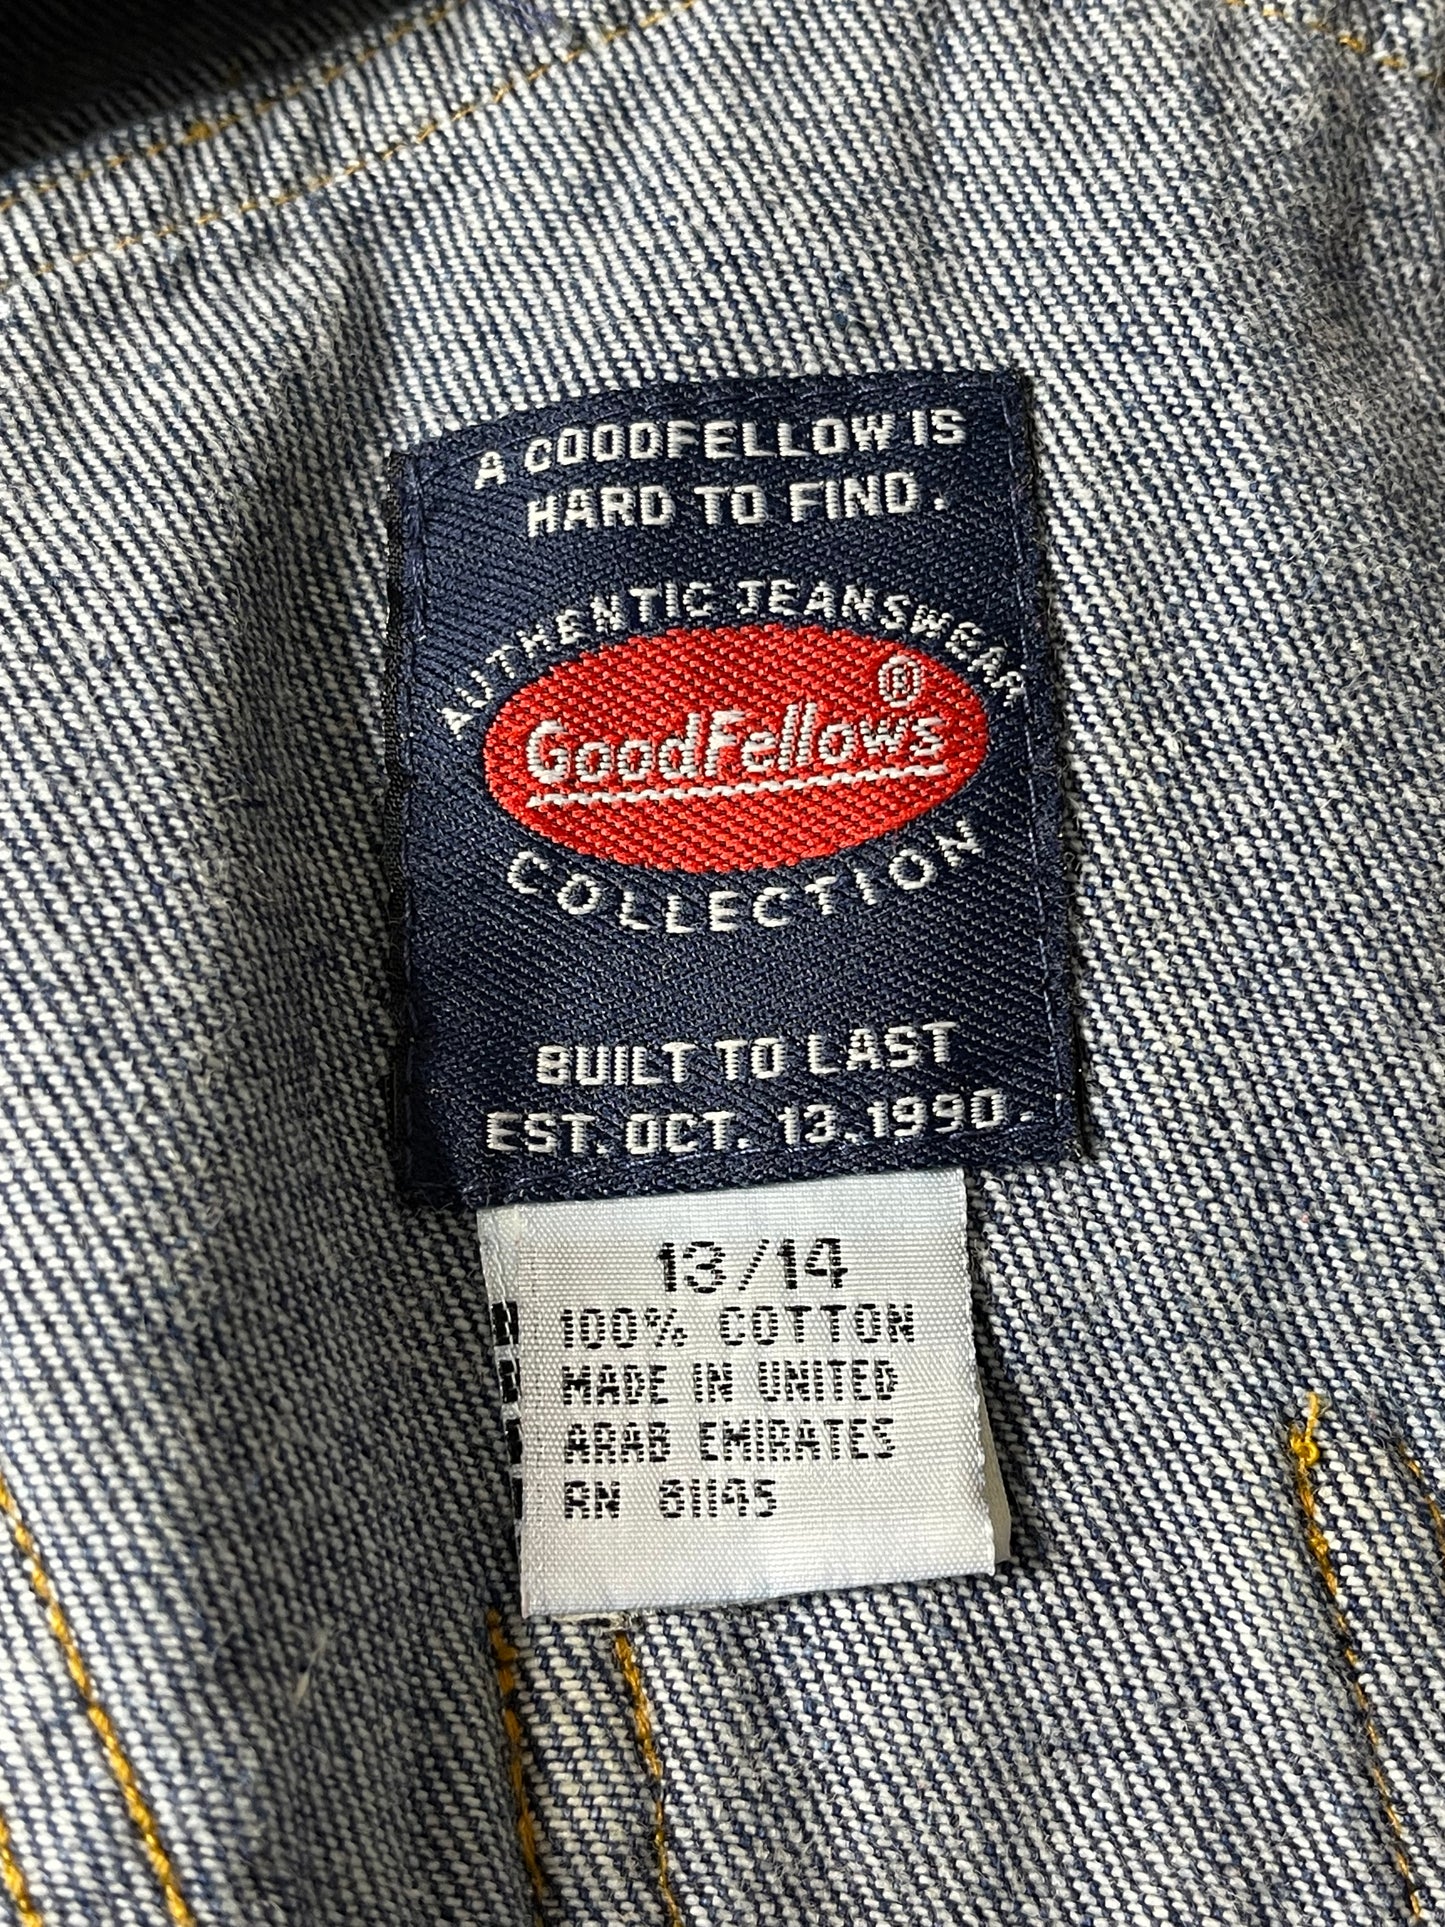 A GOODFELLOW IS
HARD TO FIND.
AUTHENTIC JEANSWEAR
GoodFellows®
COLLECTION
BUILT TO LAST
EST. OCT. 13, 1990.
13/14
100% COTTON
MADE IN UNITED
ARAB EMIRATES
RN 61195